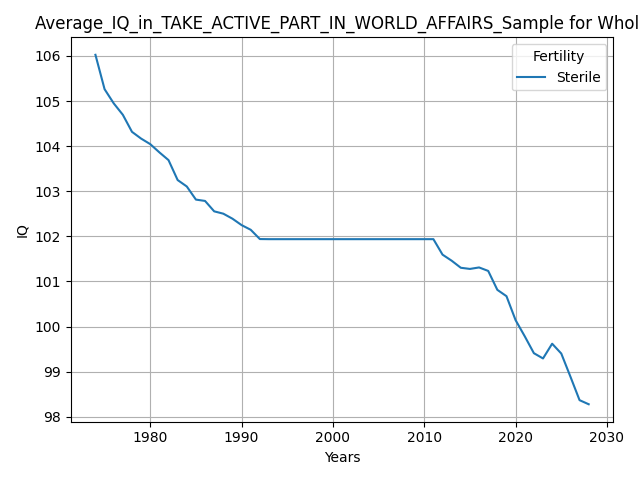 Average_IQ_in_TAKE_ACTIVE_PART_IN_WORLD_AFFAIRS_Sample for Whol
Fertility
Sterile
106
105
104
103
102
101
100
99
98
IQ
1980 1990 2000 2010 2020 2030
Years